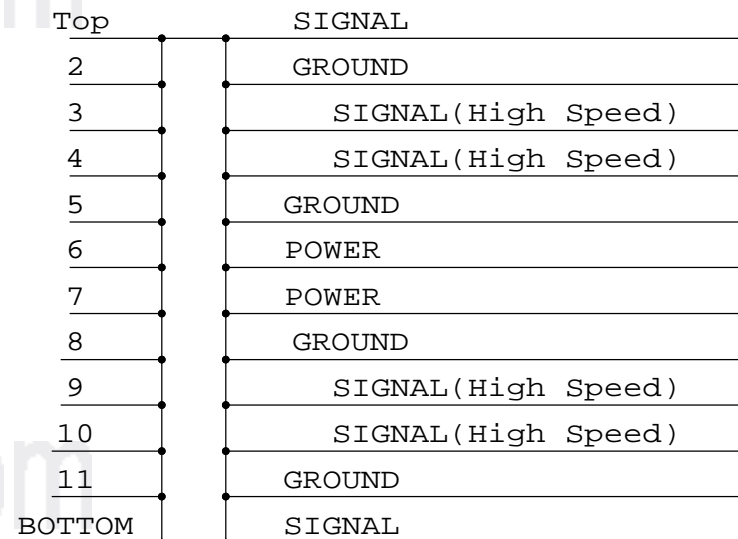 Top SIGNAL
2 GROUND
3 SIGNAL(High Speed)
4 SIGNAL(High Speed)
5 GROUND
6 POWER
7 POWER
8 GROUND
9 SIGNAL(High Speed)
10 SIGNAL(High Speed)
11 GROUND
BOTTOM SIGNAL